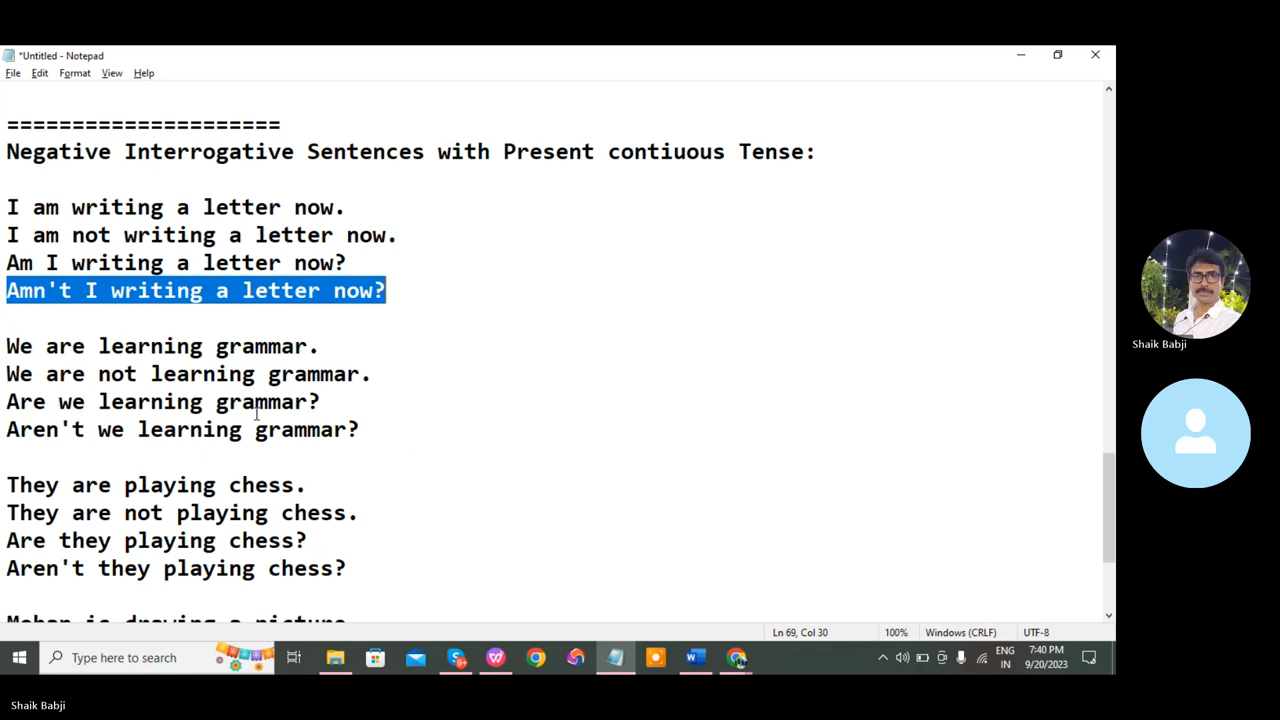 *Untitled - Notepad
File Edit Format View Help
=====================
Negative Interrogative Sentences with Present contiuous Tense:
I am writing a letter now.
I am not writing a letter now.
Am I writing a letter now?
Amn't I writing a letter now?
We are learning grammar.
We are not learning grammar.
Are we learning grammar?
Aren't we learning grammar?
They are playing chess.
They are not playing chess.
Are they playing chess?
Aren't they playing chess?
Mohan is drawing a picture
Shaik Babji
Ln 69, Col 30 100% Windows (CRLF) UTF-8
Type here to search
ENG
IN
7:40 PM
9/20/2023
Shaik Babji